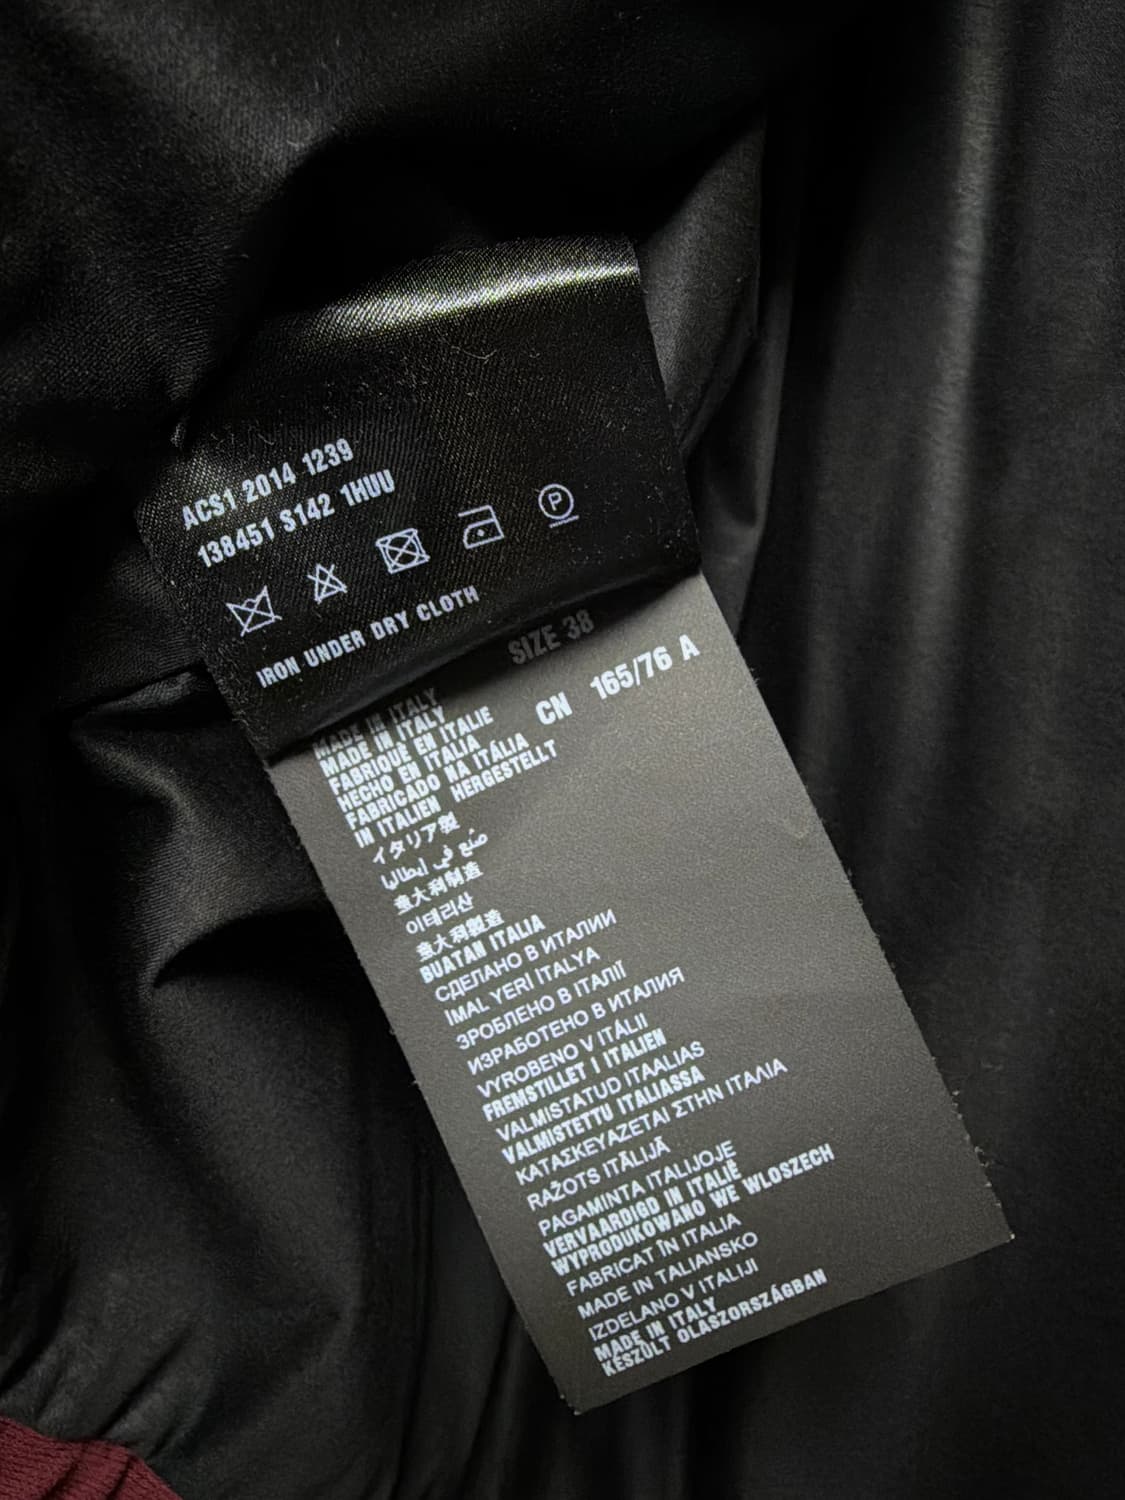 ACS1 2014 1239
138451 S142 1HUU
P
IRON UNDER DRY CLOTH
SIZE 38
CN 165/76 A
MADE IN ITALY
MADE IN ITALY
FABRIQUÉ EN ITALIE
HECHO EN ITALIA
FABRICADO NA ITÁLIA
IN ITALIEN HERGESTELLT
イタリア製
صُنع في إيطاليا
意大利制造
이태리산
意大利製造
BUATAN ITALIA
СДЕЛАНО В ИТАЛИИ
IMAL YERİ İTALYA
ЗРОБЛЕНО В ІТАЛІЇ
ИЗРАБОТЕНО В ИТАЛИЯ
VYROBENO V ITÁLII
FREMSTILLET I ITALIEN
VALMISTATUD ITAALIAS
VALMISTETTU ITALIASSA
ΚΑΤΑΣΚΕΥΑΖΕΤΑΙ ΣΤΗΝ ΙΤΑΛΙΑ
RAŽOTS ITĀLIJĀ
PAGAMINTA ITALIJOJE
VERVAARDIGD IN ITALIË
WYPRODUKOWANO WE WLOSZECH
FABRICAT ÎN ITALIA
MADE IN TALIANSKO
IZDELANO V ITALIJI
MADE IN ITALY
KÉSZÜLT OLASZORSZÁGBAN